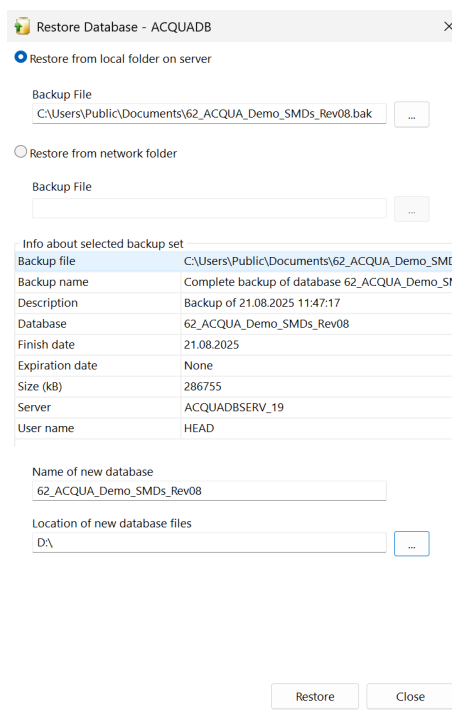 Restore Database - ACQUADB
Restore from local folder on server
Backup File
C:\Users\Public\Documents\62_ACQUA_Demo_SMDs_Rev08.bak ...
Restore from network folder
Backup File
...
Info about selected backup set
Backup file C:\Users\Public\Documents\62_ACQUA_Demo_SMD
Backup name Complete backup of database 62_ACQUA_Demo_SM
Description Backup of 21.08.2025 11:47:17
Database 62_ACQUA_Demo_SMDs_Rev08
Finish date 21.08.2025
Expiration date None
Size (kB) 286755
Server ACQUADBSERV_19
User name HEAD
Name of new database
62_ACQUA_Demo_SMDs_Rev08
Location of new database files
D:\ ...
Restore Close